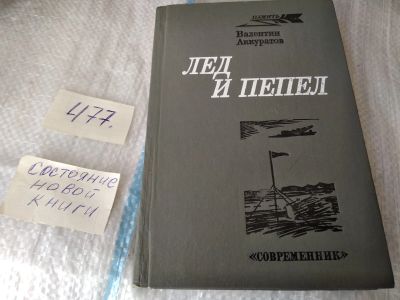 ПАМЯТЬ
Валентин
Аккуратов
ЛЕД
И ПЕПЕЛ
«СОВРЕМЕННИК»
477.
СОСТОЯНИЕ
НОВОЙ
КНИГИ